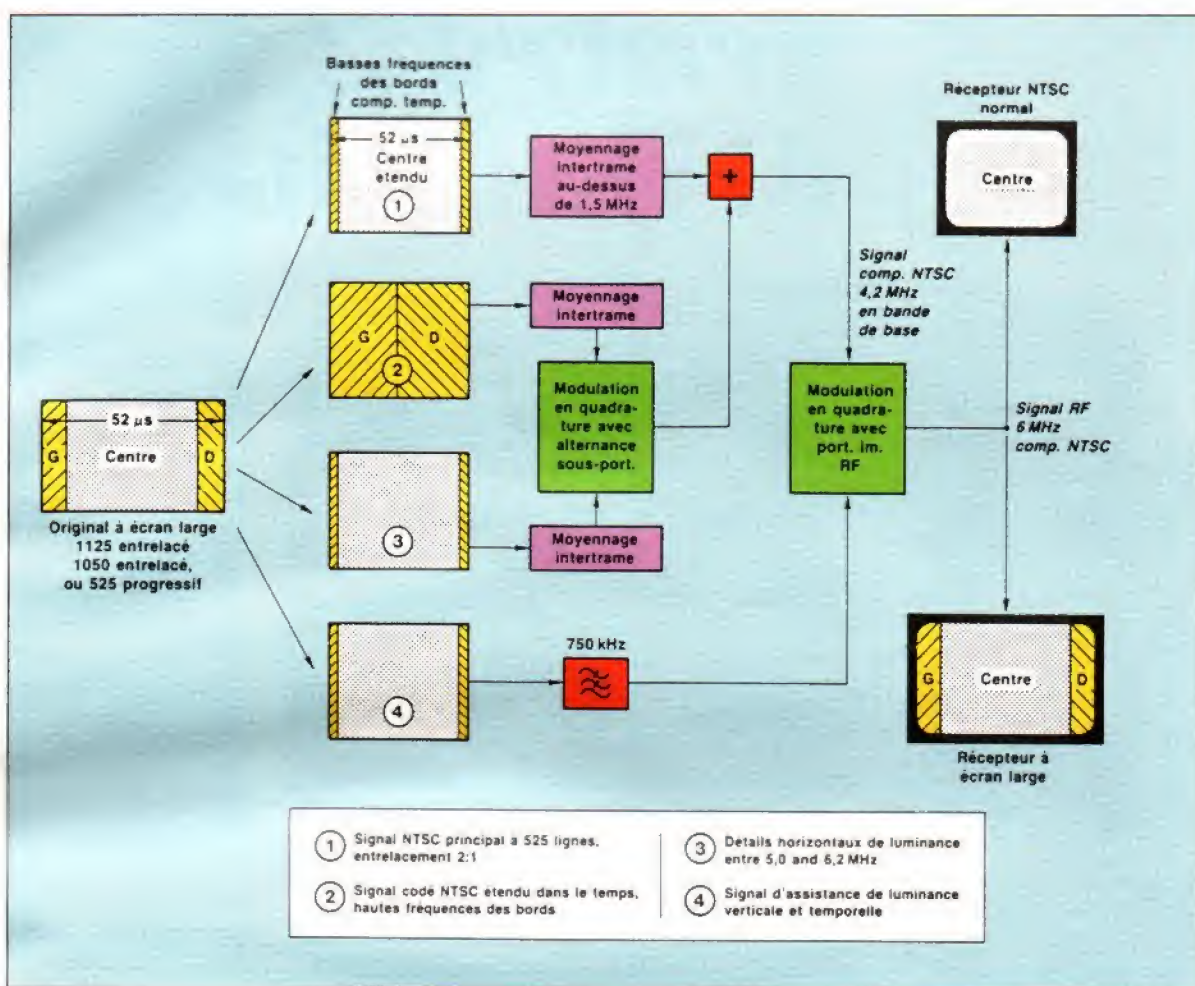 Basses fréquences
des bords
comp. temp.
52 µs
Centre
etendu
1
Moyennage
intertrame
au-dessus
de 1,5 MHz
+
Récepteur NTSC
normal
Centre
Signal
comp. NTSC
4,2 MHz
en bande
de base
G
D
2
Moyennage
intertrame
Modulation
en quadra-
ture avec
alternance
sous-port.
Modulation
en quadra-
ture avec
port. im.
RF
Signal RF
6 MHz
comp. NTSC
52 µs
G
Centre
D
Original à écran large
1125 entrelacé
1050 entrelacé,
ou 525 progressif
3
Moyennage
intertrame
4
750 kHz
G
Centre
D
Récepteur à
écran large
1 Signal NTSC principal a 525 lignes,
entrelacement 2:1
2 Signal codé NTSC étendu dans le temps,
hautes fréquences des bords
3 Details horizontaux de luminance
entre 5,0 and 6,2 MHz
4 Signal d'assistance de luminance
verticale et temporelle